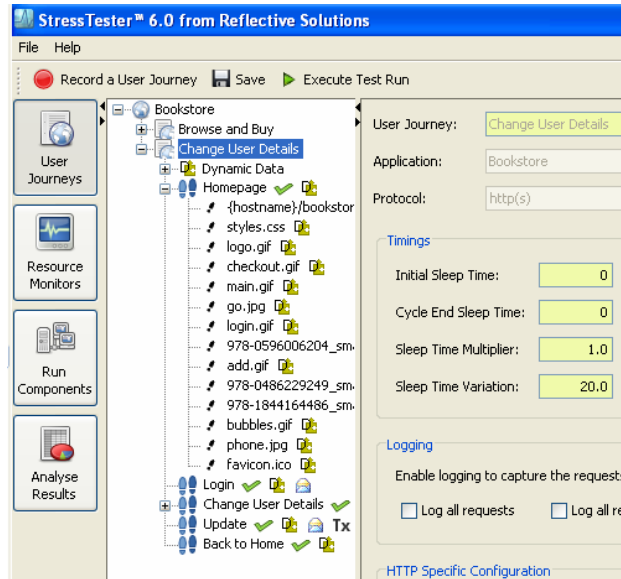 StressTester™ 6.0 from Reflective Solutions
File Help
Record a User Journey Save Execute Test Run
User Journeys
Resource Monitors
Run Components
Analyse Results
Bookstore
Browse and Buy
Change User Details
Dynamic Data
Homepage
{hostname}/bookstor
styles.css
logo.gif
checkout.gif
main.gif
go.jpg
login.gif
978-0596006204_sm
add.gif
978-0486229249_sm
978-1844164486_sm
bubbles.gif
phone.jpg
favicon.ico
Login
Change User Details
Update Tx
Back to Home
User Journey: Change User Details
Application: Bookstore
Protocol: http(s)
Timings
Initial Sleep Time: 0
Cycle End Sleep Time: 0
Sleep Time Multiplier: 1.0
Sleep Time Variation: 20.0
Logging
Enable logging to capture the requests
Log all requests Log all re
HTTP Specific Configuration